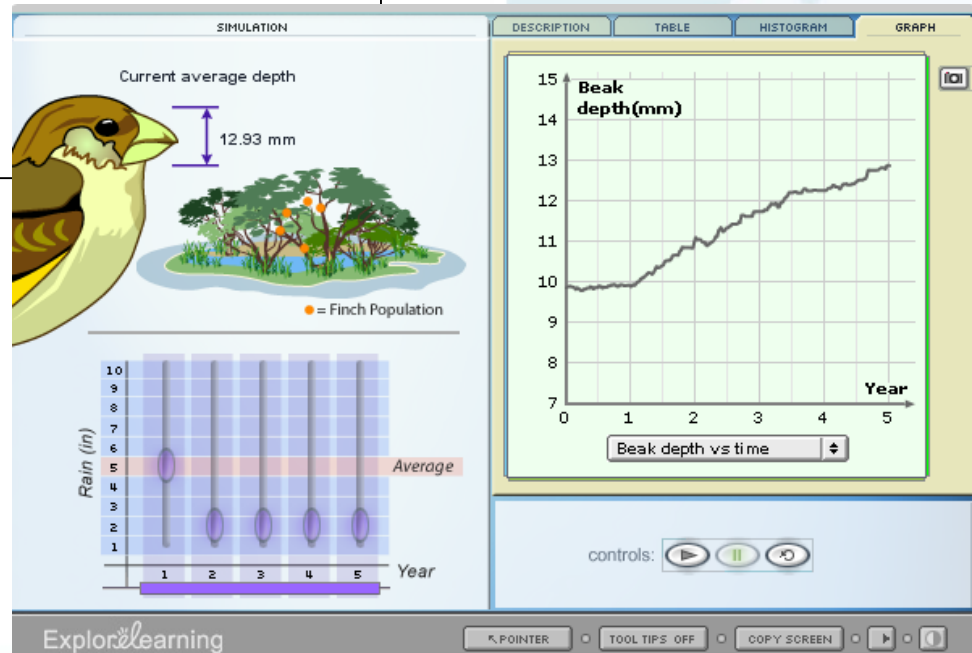 SIMULATION
DESCRIPTION TABLE HISTOGRAM GRAPH
Current average depth
12.93 mm
= Finch Population
Rain (in)
10
9
8
7
6
5
4
3
2
1
Average
1 2 3 4 5 Year
15
14
13
12
11
10
9
8
7
Beak
depth(mm)
Year
0 1 2 3 4 5
Beak depth vs time
controls:
ExploreLearning
POINTER TOOL TIPS OFF COPY SCREEN